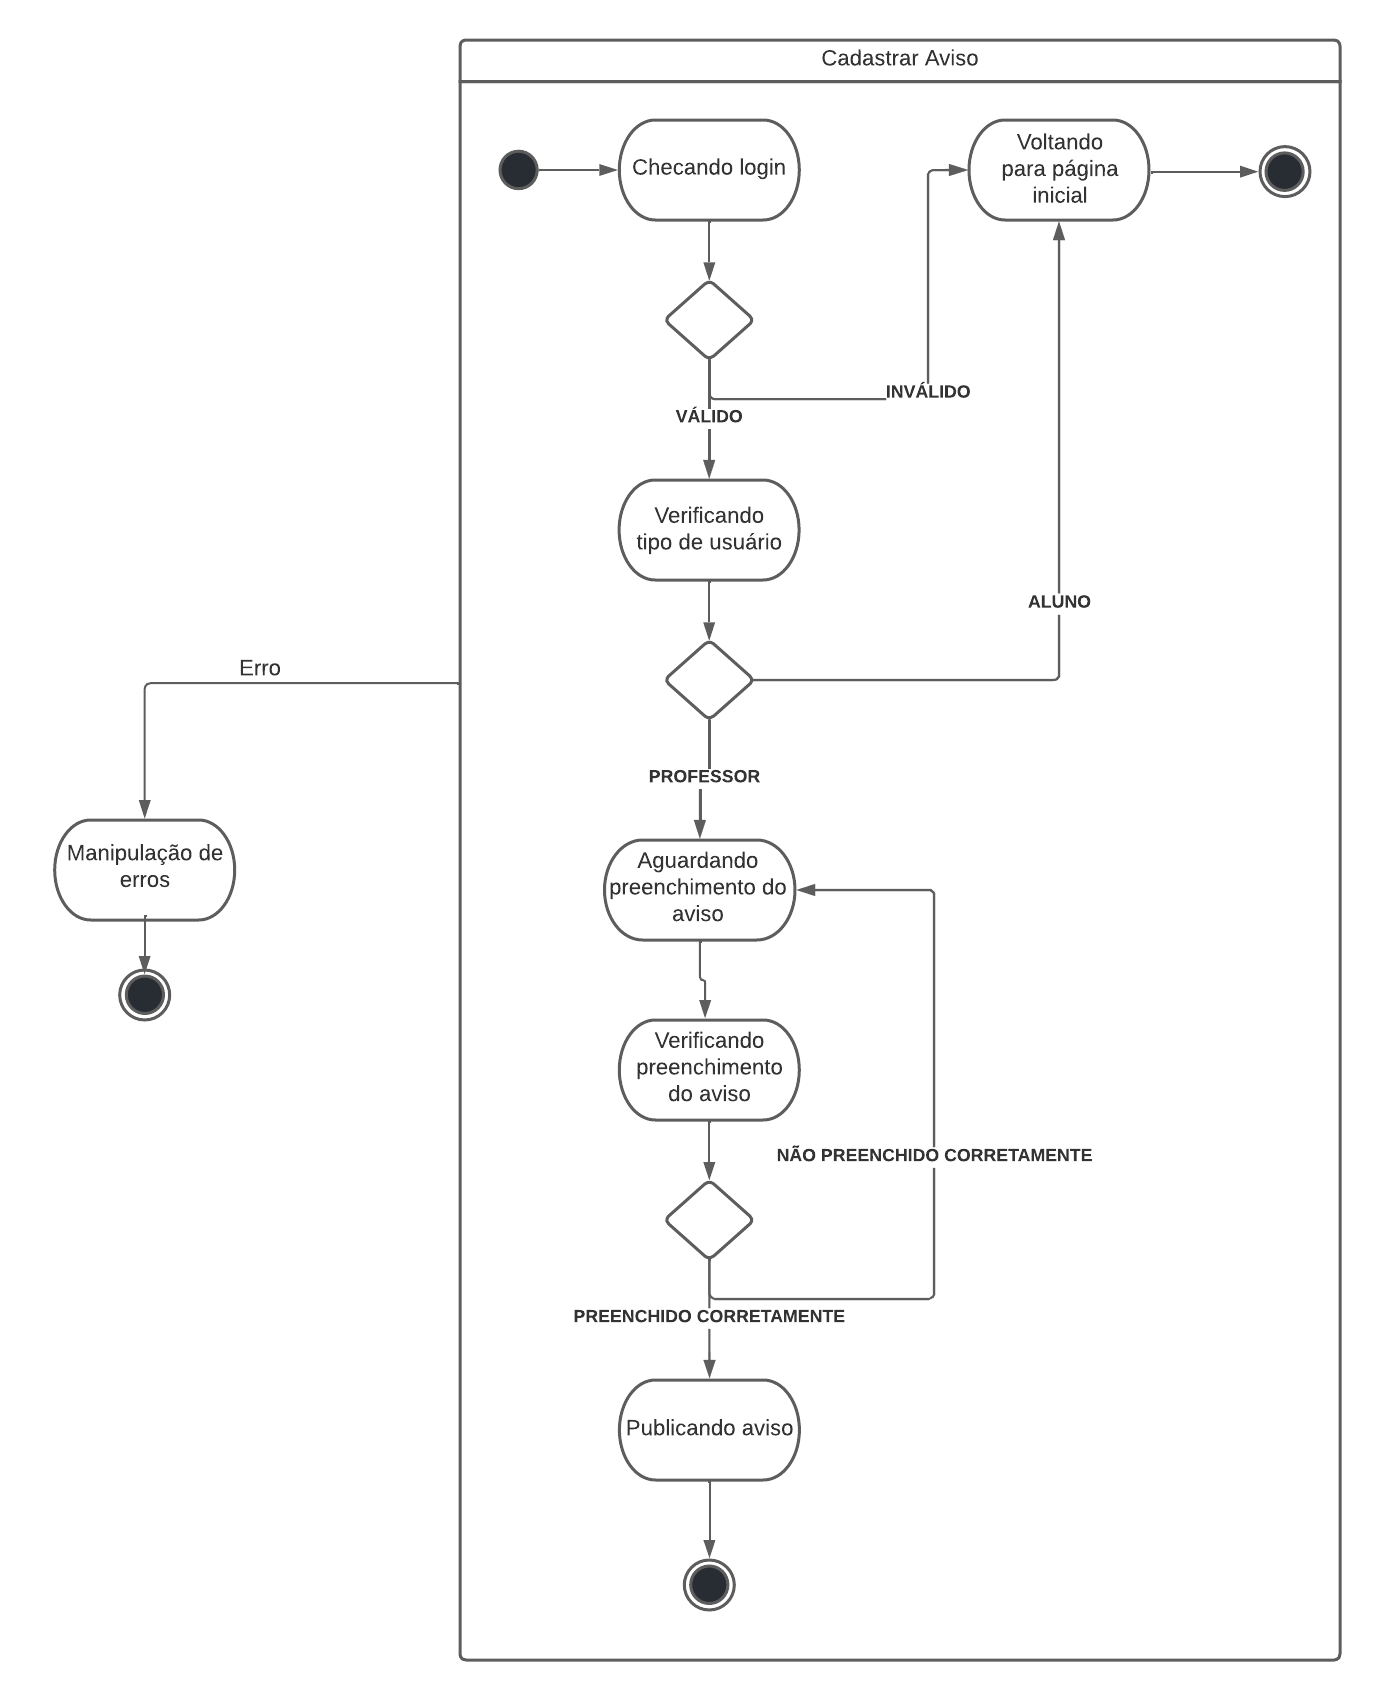 Cadastrar Aviso
Checando login
Voltando
para página
inicial
INVÁLIDO
VÁLIDO
Verificando
tipo de usuário
ALUNO
Erro
PROFESSOR
Manipulação de
erros
Aguardando
preenchimento do
aviso
Verificando
preenchimento
do aviso
NÃO PREENCHIDO CORRETAMENTE
PREENCHIDO CORRETAMENTE
Publicando aviso